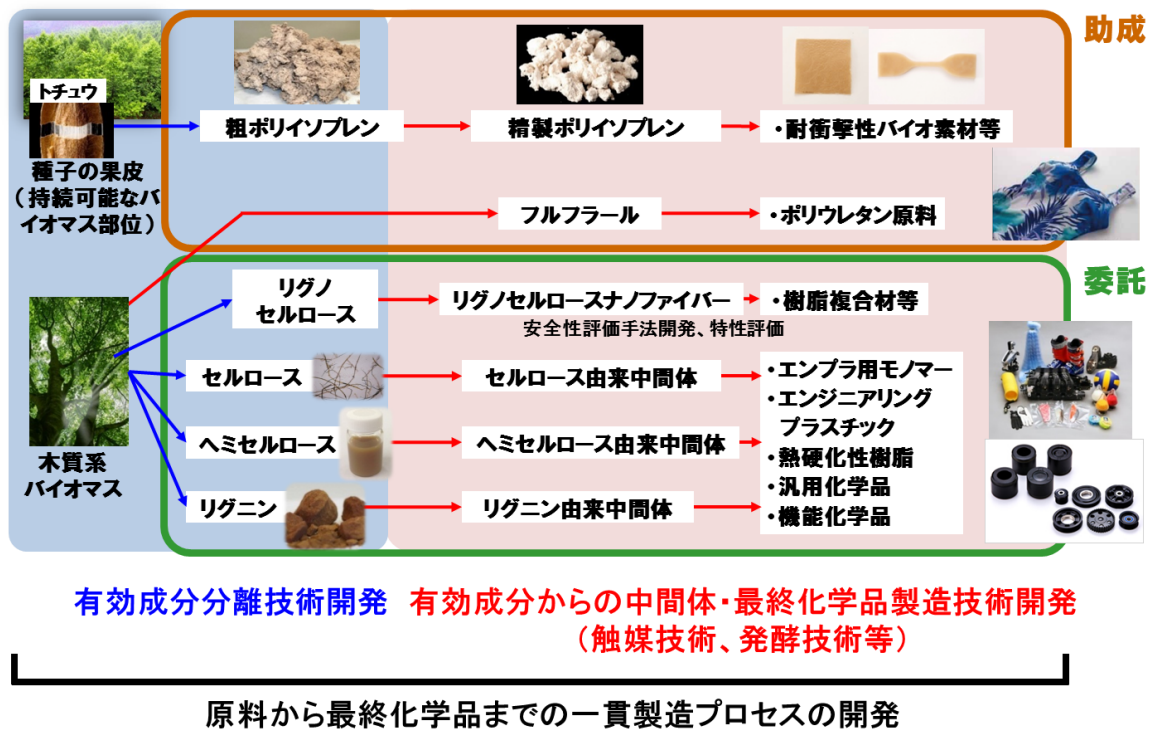 助成
トチュウ
種子の果皮
（持続可能なバ
イオマス部位）
粗ポリイソプレン
精製ポリイソプレン
・耐衝撃性バイオ素材等
フルフラール
・ポリウレタン原料
委託
木質系
バイオマス
リグノ
セルロース
リグノセルロースナノファイバー
・樹脂複合材等
安全性評価手法開発、特性評価
セルロース
セルロース由来中間体
ヘミセルロース
ヘミセルロース由来中間体
リグニン
リグニン由来中間体
・エンプラ用モノマー
・エンジニアリング
プラスチック
・熱硬化性樹脂
・汎用化学品
・機能化学品
有効成分分離技術開発
有効成分からの中間体・最終化学品製造技術開発
（触媒技術、発酵技術等）
原料から最終化学品までの一貫製造プロセスの開発